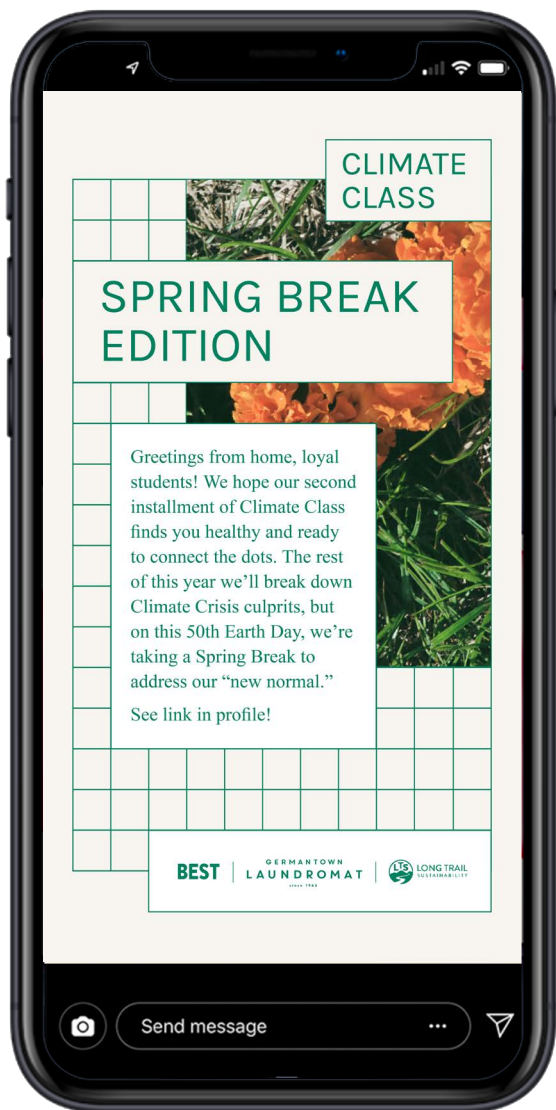 CLIMATE
CLASS
SPRING BREAK
EDITION
Greetings from home, loyal
students! We hope our second
installment of Climate Class
finds you healthy and ready
to connect the dots. The rest
of this year we’ll break down
Climate Crisis culprits, but
on this 50th Earth Day, we’re
taking a Spring Break to
address our “new normal.”
See link in profile!
BEST
GERMANTOWN
LAUNDROMAT
since 1965
LTS
LONG TRAIL
SUSTAINABILITY
Send message